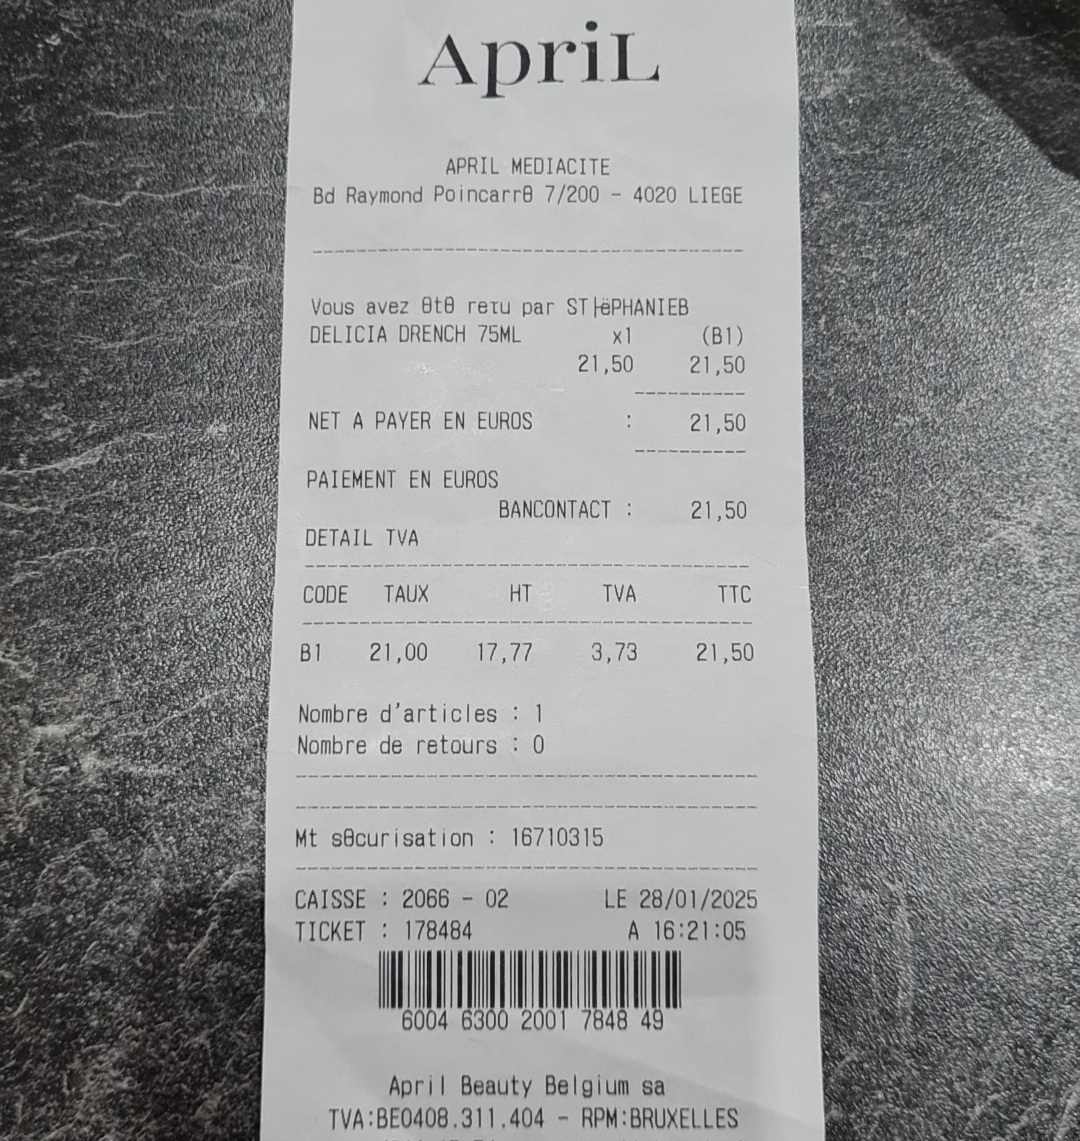 ApriL
APRIL MEDIACITE
Bd Raymond Poincarrθ 7/200 - 4020 LIEGE
Vous avez θtθ retu par ST├ëPHANIEB
DELICIA DRENCH 75ML x1 (B1)
21,50 21,50
NET A PAYER EN EUROS : 21,50
PAIEMENT EN EUROS
BANCONTACT : 21,50
DETAIL TVA
CODE TAUX HT TVA TTC
B1 21,00 17,77 3,73 21,50
Nombre d'articles : 1
Nombre de retours : 0
Mt sθcurisation : 16710315
CAISSE : 2066 - 02 LE 28/01/2025
TICKET : 178484 A 16:21:05
6004 6300 2001 7848 49
April Beauty Belgium sa
TVA:BE0408.311.404 - RPM:BRUXELLES